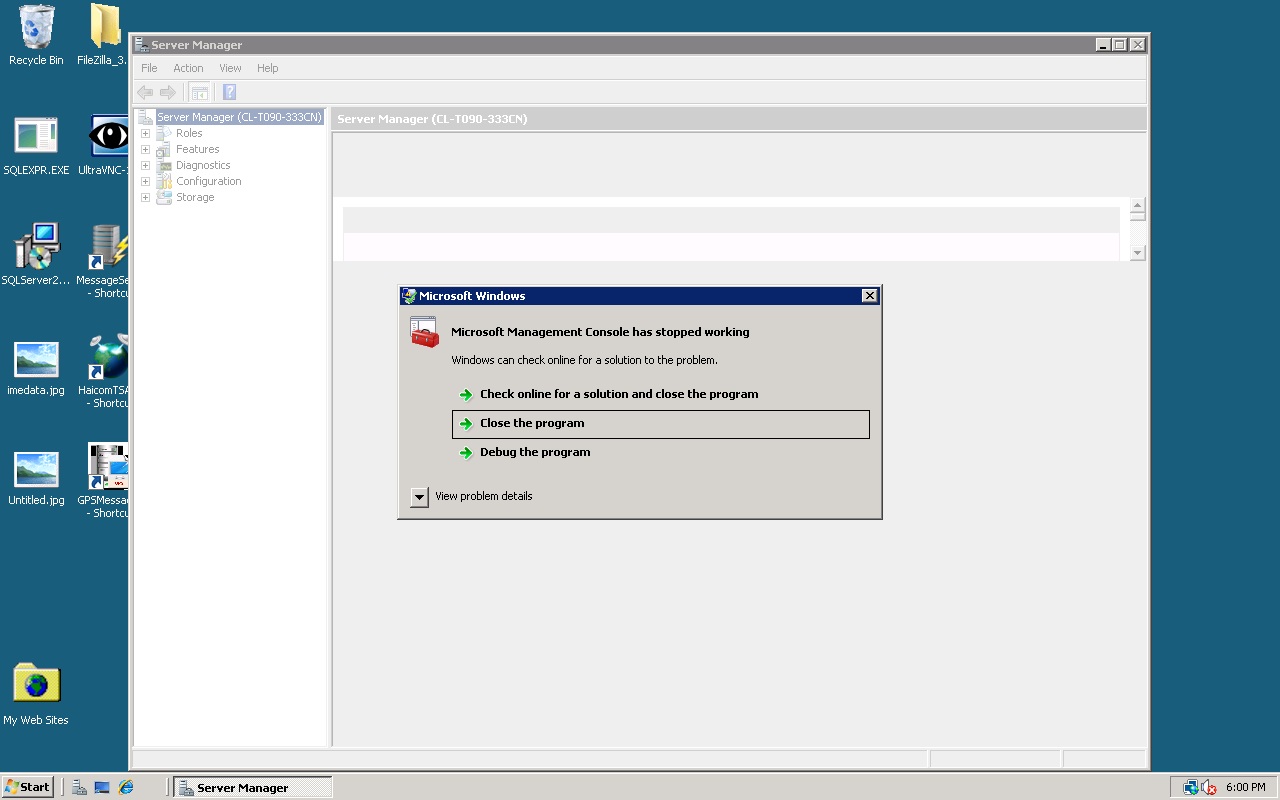 Recycle Bin
FileZilla_3.
SQLEXPR.EXE
UltraVNC-1
SQLServer2...
MessageSe
- Shortcu
imedata.jpg
HaicomTSA
- Shortcu
Untitled.jpg
GPSMessa
- Shortcu
My Web Sites
Server Manager
File Action View Help
Server Manager (CL-T090-333CN)
Roles
Features
Diagnostics
Configuration
Storage
Server Manager (CL-T090-333CN)
Microsoft Windows
Microsoft Management Console has stopped working
Windows can check online for a solution to the problem.
Check online for a solution and close the program
Close the program
Debug the program
View problem details
Start
Server Manager
6:00 PM